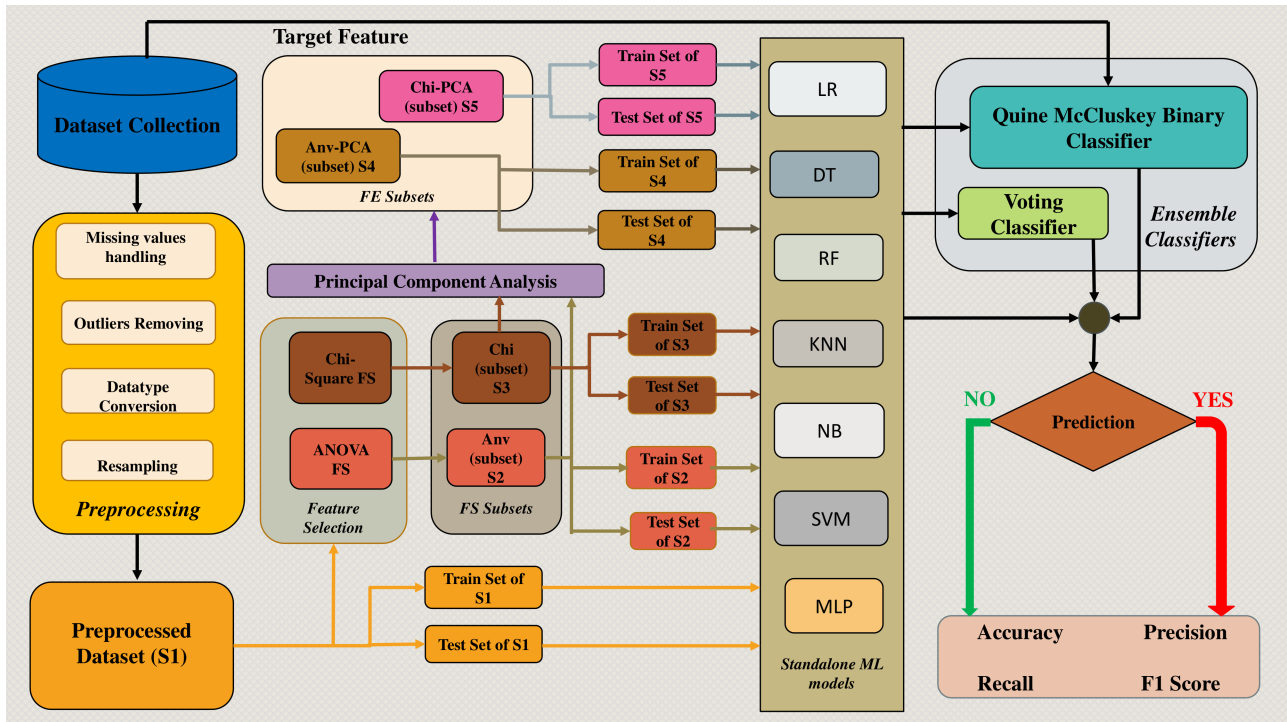 Target Feature
Dataset Collection
Missing values
handling
Outliers Removing
Datatype
Conversion
Resampling
Preprocessing
Preprocessed
Dataset (S1)
Chi-PCA
(subset) S5
Anv-PCA
(subset) S4
FE Subsets
Principal Component Analysis
Chi-
Square FS
ANOVA
FS
Feature
Selection
Chi
(subset)
S3
Anv
(subset)
S2
FS Subsets
Train Set of
S5
Test Set of S5
Train Set of
S4
Test Set of
S4
Train Set
of S3
Test Set
of S3
Train Set
of S2
Test Set
of S2
Train Set of
S1
Test Set of S1
LR
DT
RF
KNN
NB
SVM
MLP
Standalone ML
models
Quine McCluskey Binary
Classifier
Voting
Classifier
Ensemble
Classifiers
NO
YES
Prediction
Accuracy
Precision
Recall
F1 Score